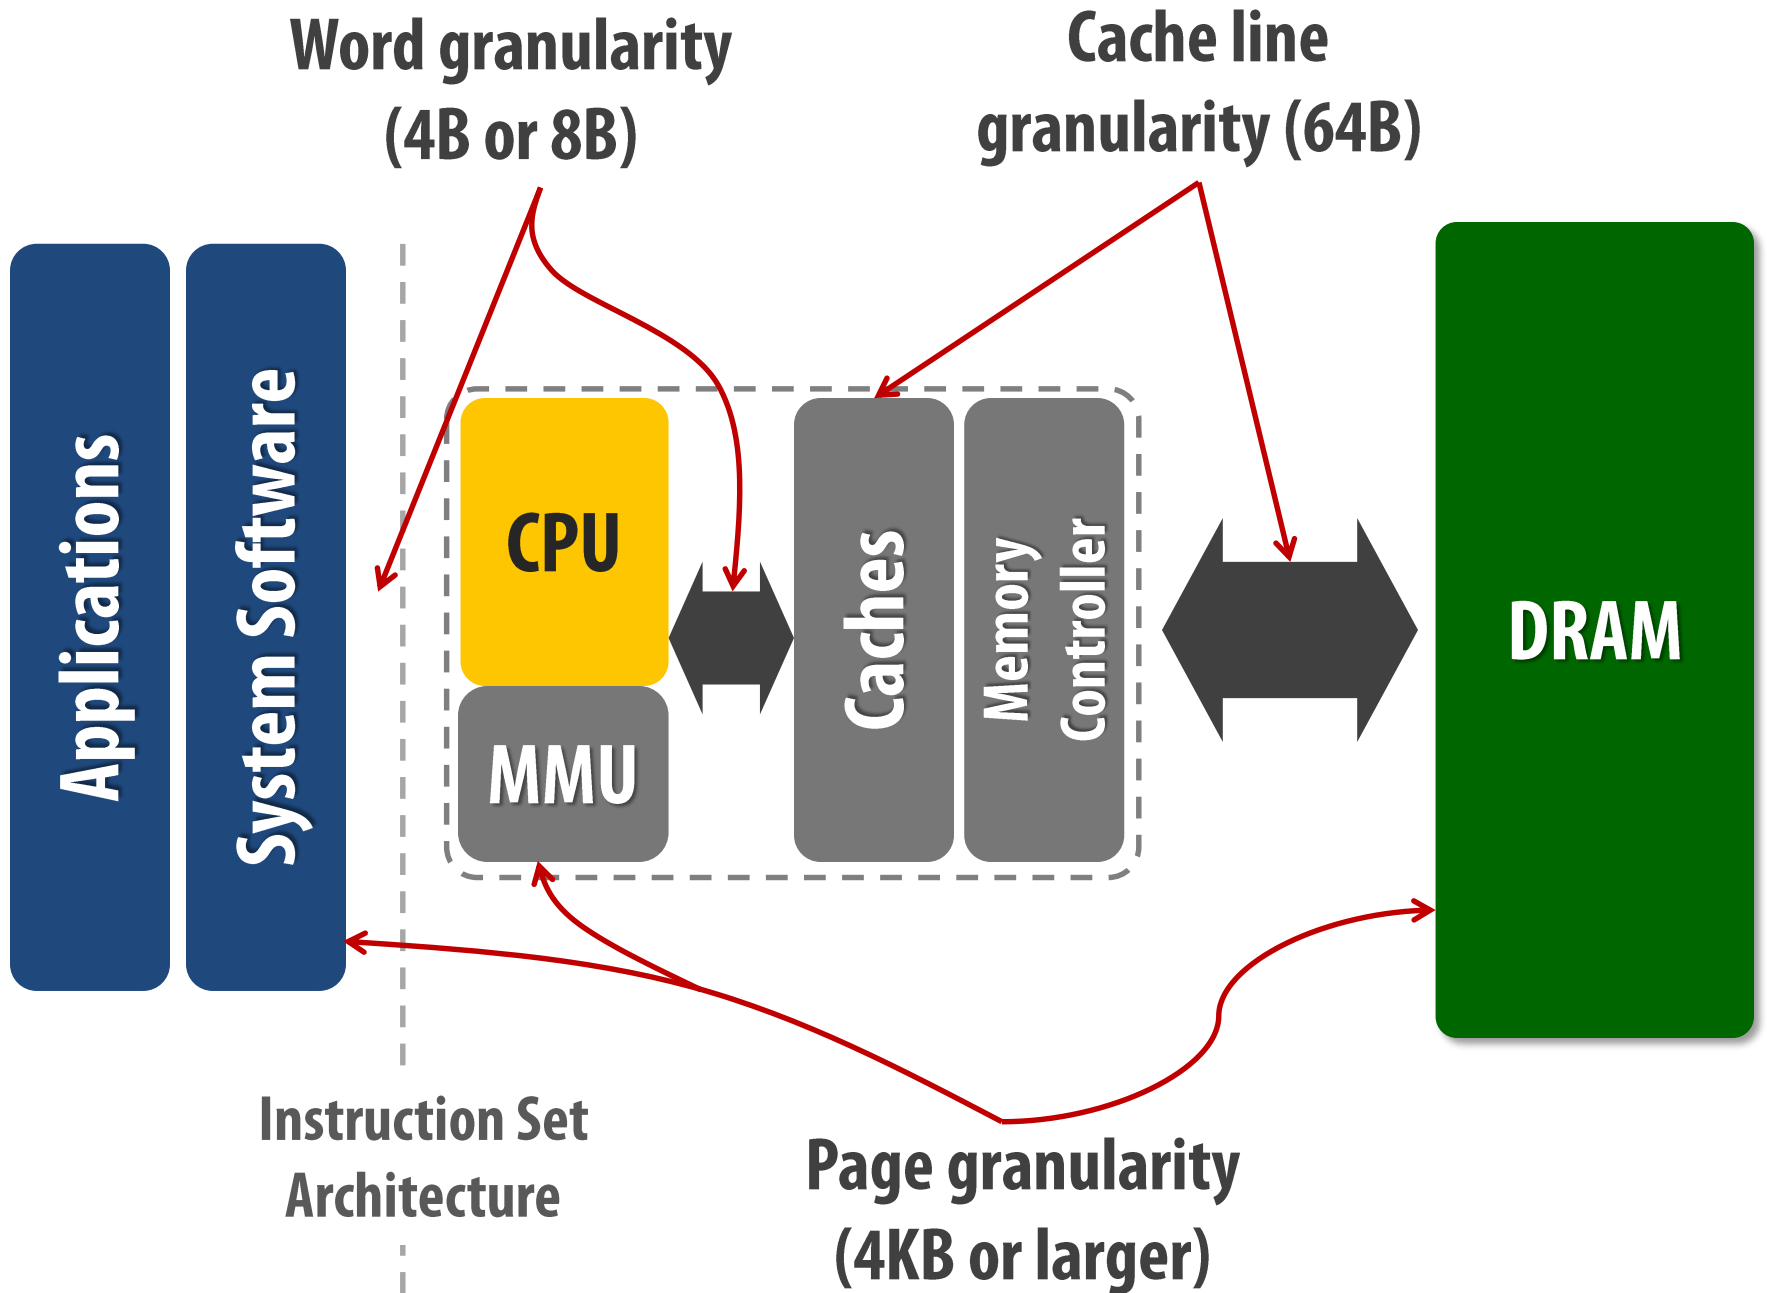 Word granularity
(4B or 8B)
Cache line
granularity (64B)
Applications
System Software
CPU
MMU
Caches
Memory
Controller
DRAM
Instruction Set
Architecture
Page granularity
(4KB or larger)